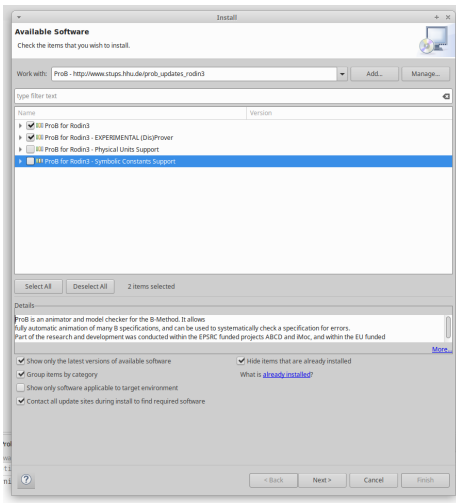 Install
Available Software
Check the items that you wish to install.
Work with: ProB - http://www.stups.hhu.de/prob_updates_rodin3 Add... Manage...
type filter text
Name Version
ProB for Rodin3
ProB for Rodin3 - EXPERIMENTAL (Dis)Prover
ProB for Rodin3 - Physical Units Support
ProB for Rodin3 - Symbolic Constants Support
Select All Deselect All 2 items selected
Details
ProB is an animator and model checker for the B-Method. It allows
fully automatic animation of many B specifications, and can be used to systematically check a specification for errors.
Part of the research and development was conducted within the EPSRC funded projects ABCD and iMoc, and within the EU funded
More...
Show only the latest versions of available software Hide items that are already installed
Group items by category What is already installed?
Show only software applicable to target environment
Contact all update sites during install to find required software
? < Back Next > Cancel Finish